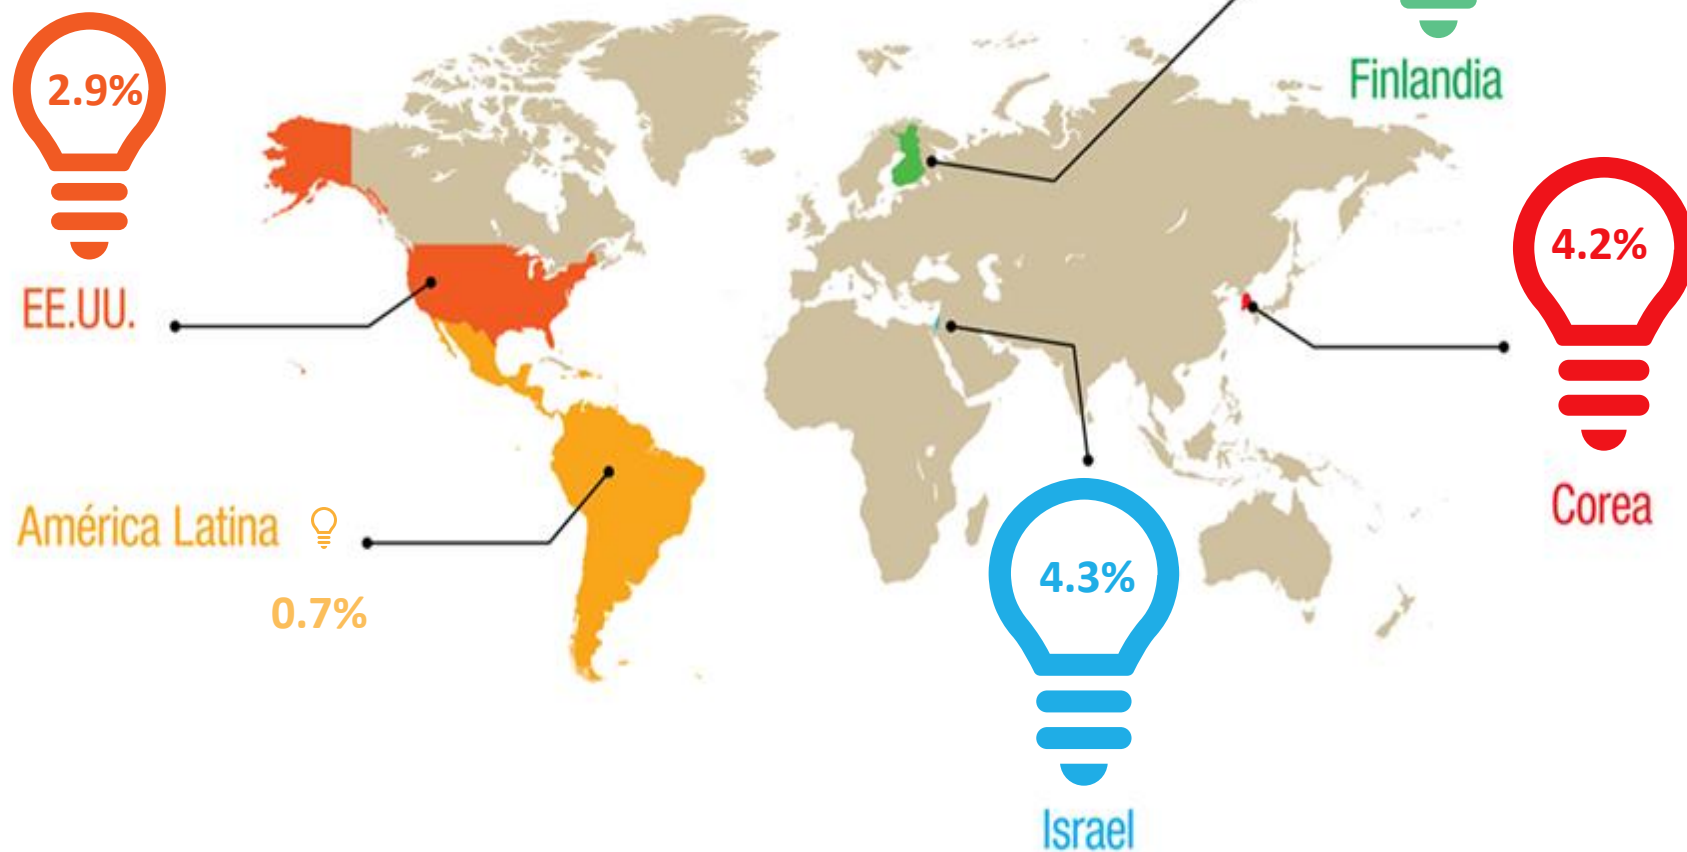 2.9%
EE.UU.
Finlandia
4.2%
Corea
América Latina
0.7%
4.3%
Israel